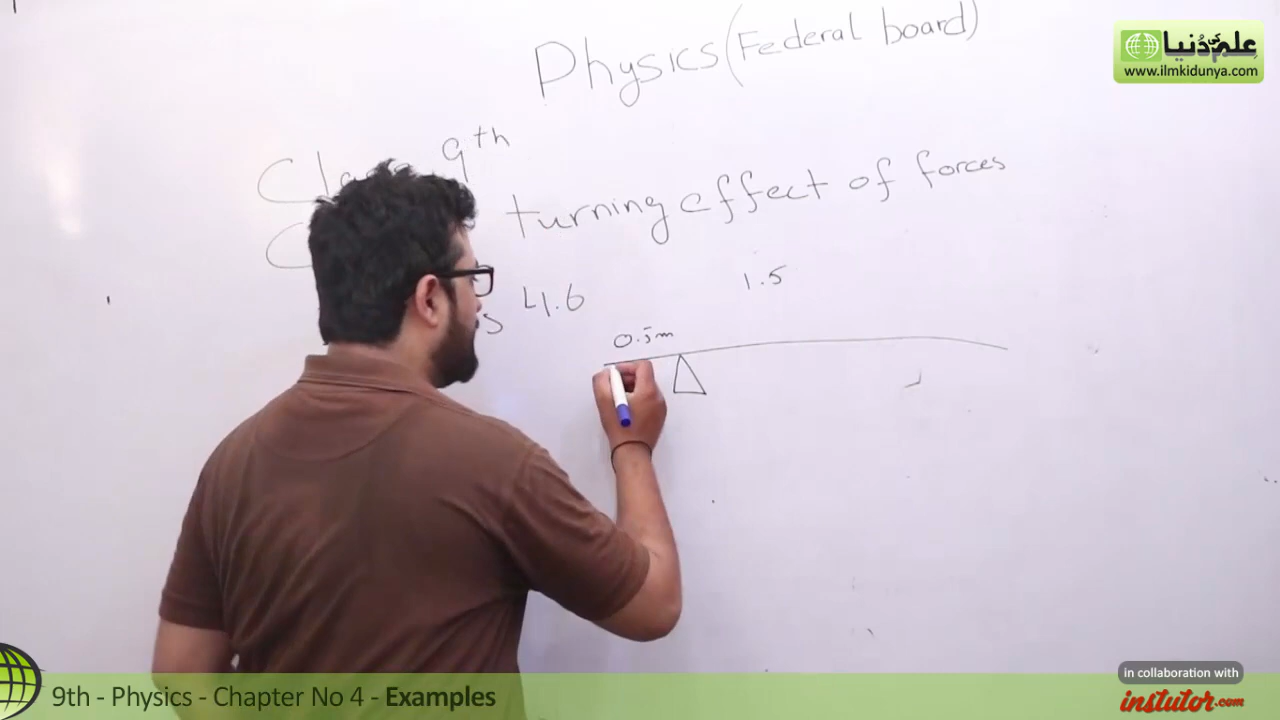 Physics (Federal board)
علم کی دنیا
www.ilmkidunya.com
9th
turning effect of forces
4.6
1.5
0.5m
in collaboration with
instutor.com
9th - Physics - Chapter No 4 - Examples